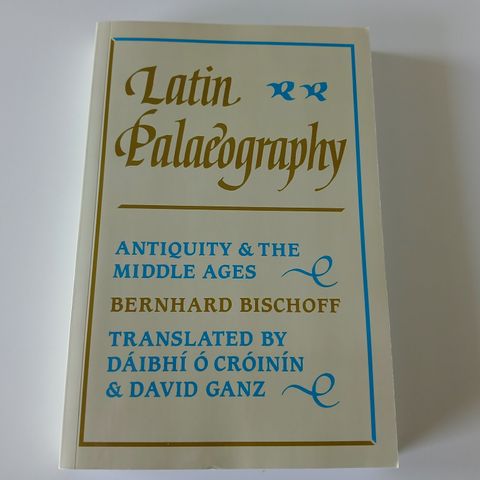 Latin
Palaeography
ANTIQUITY & THE
MIDDLE AGES
BERNHARD BISCHOFF
TRANSLATED BY
DÁIBHÍ Ó CRÓINÍN
& DAVID GANZ